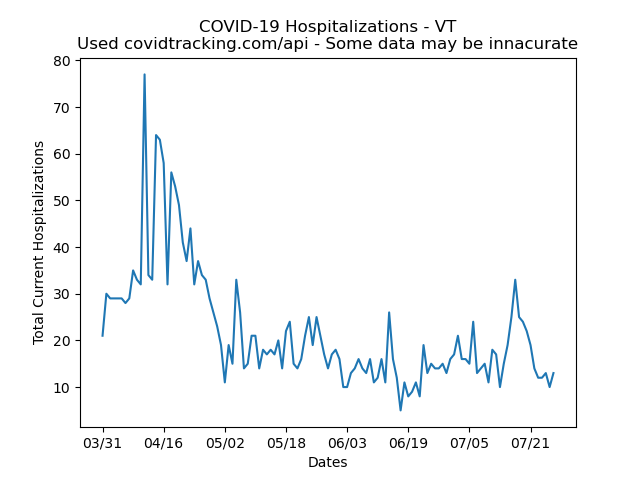 COVID-19 Hospitalizations - VT
Used covidtracking.com/api - Some data may be innacurate
80
70
60
50
40
30
20
10
Total Current Hospitalizations
03/31 04/16 05/02 05/18 06/03 06/19 07/05 07/21
Dates